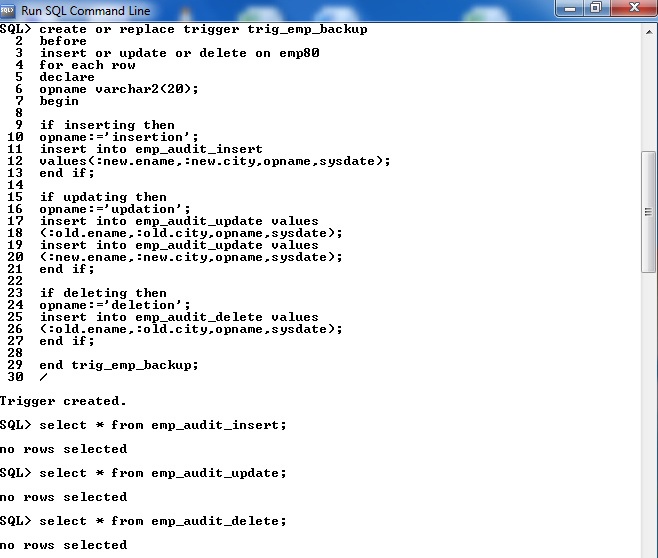 Run SQL Command Line
SQL> create or replace trigger trig_emp_backup
2 before
3 insert or update or delete on emp80
4 for each row
5 declare
6 opname varchar2(20);
7 begin
8
9 if inserting then
10 opname:='insertion';
11 insert into emp_audit_insert
12 values(:new.ename,:new.city,opname,sysdate);
13 end if;
14
15 if updating then
16 opname:='updation';
17 insert into emp_audit_update values
18 (:old.ename,:old.city,opname,sysdate);
19 insert into emp_audit_update values
20 (:new.ename,:new.city,opname,sysdate);
21 end if;
22
23 if deleting then
24 opname:='deletion';
25 insert into emp_audit_delete values
26 (:old.ename,:old.city,opname,sysdate);
27 end if;
28
29 end trig_emp_backup;
30 /
Trigger created.
SQL> select * from emp_audit_insert;
no rows selected
SQL> select * from emp_audit_update;
no rows selected
SQL> select * from emp_audit_delete;
no rows selected